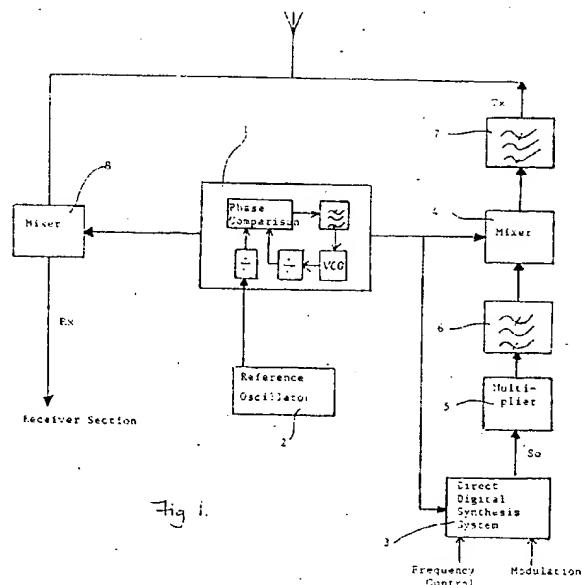 Tx
7
1
8
Mixer
Phase
Comparison
÷
÷
VCG
4
Mixer
6
Rx
Reference
Oscillator
2
Multi-
plier
5
Receiver Section
So
Direct
Digital
Synthesis
System
3
Fig 1.
Frequency
Control
Modulation